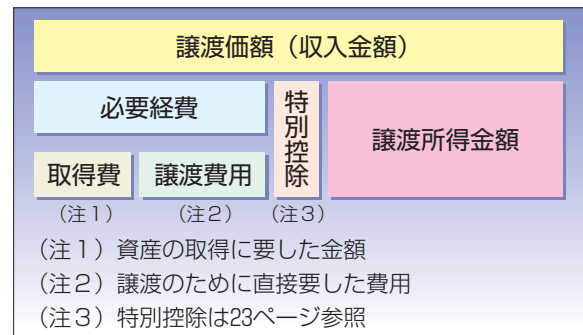 譲渡価額（収入金額）
必要経費
特別控除
譲渡所得金額
取得費
譲渡費用
（注１）
（注２）
（注３）
（注１）資産の取得に要した金額
（注２）譲渡のために直接要した費用
（注３）特別控除は23ページ参照